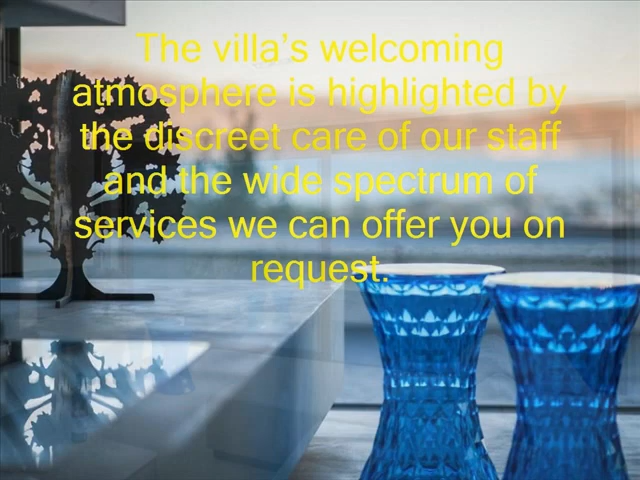 The villa’s welcoming
atmosphere is highlighted by
the discreet care of our staff
and the wide spectrum of
services we can offer you on
request.